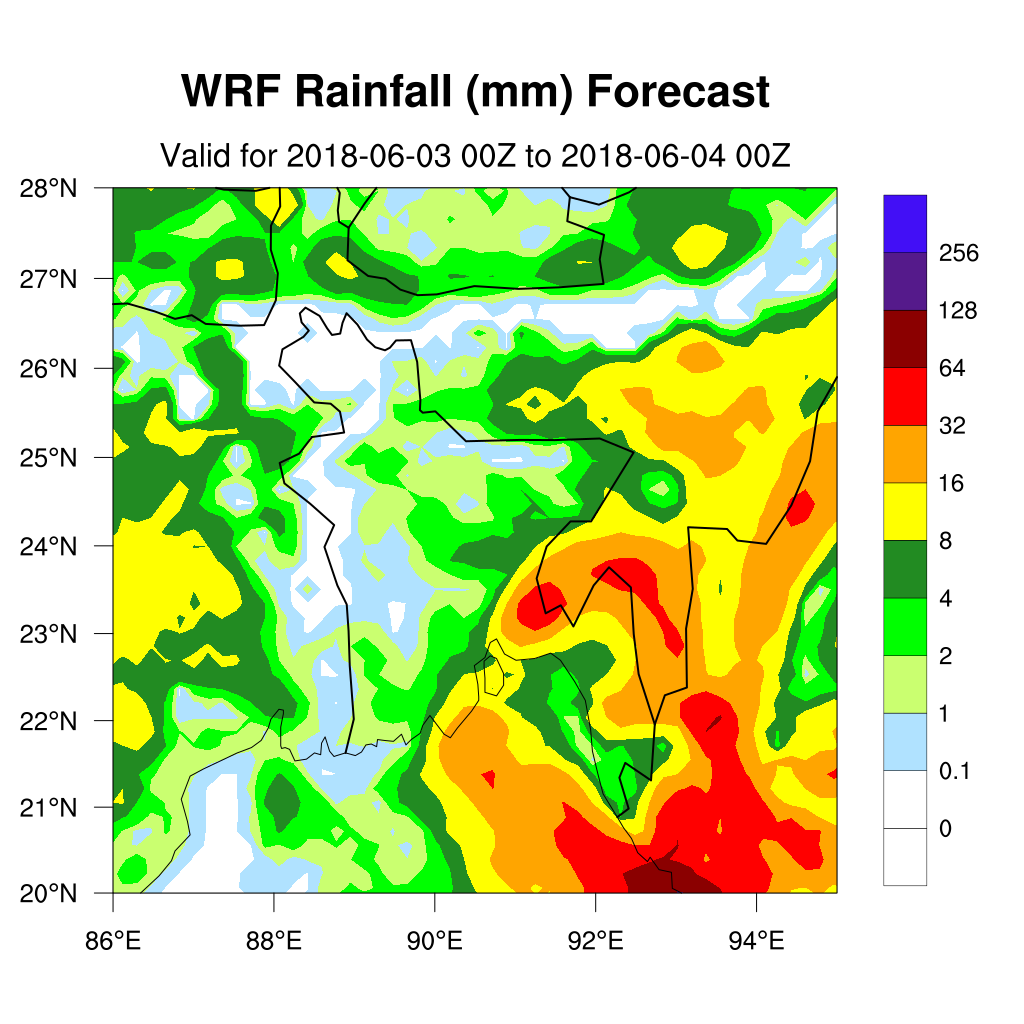 WRF Rainfall (mm) Forecast
Valid for 2018-06-03 00Z to 2018-06-04 00Z
28°N
27°N
26°N
25°N
24°N
23°N
22°N
21°N
20°N
86°E 88°E 90°E 92°E 94°E
256
128
64
32
16
8
4
2
1
0.1
0